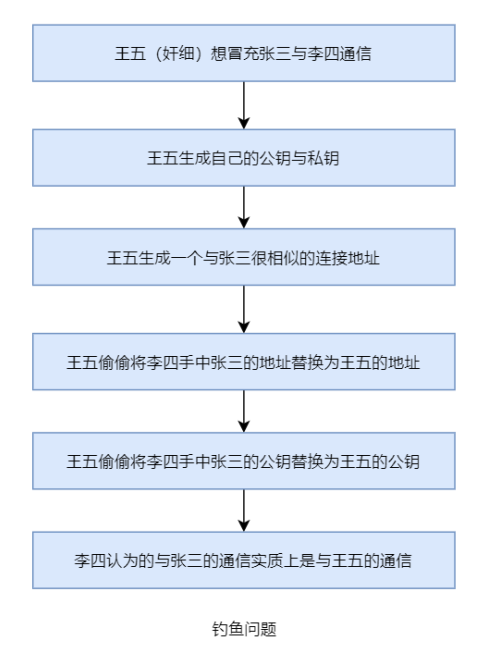 王五（奸细）想冒充张三与李四通信
王五生成自己的公钥与私钥
王五生成一个与张三很相似的连接地址
王五偷偷将李四手中张三的地址替换为王五的地址
王五偷偷将李四手中张三的公钥替换为王五的公钥
李四认为的与张三的通信实质上是与王五的通信
钓鱼问题